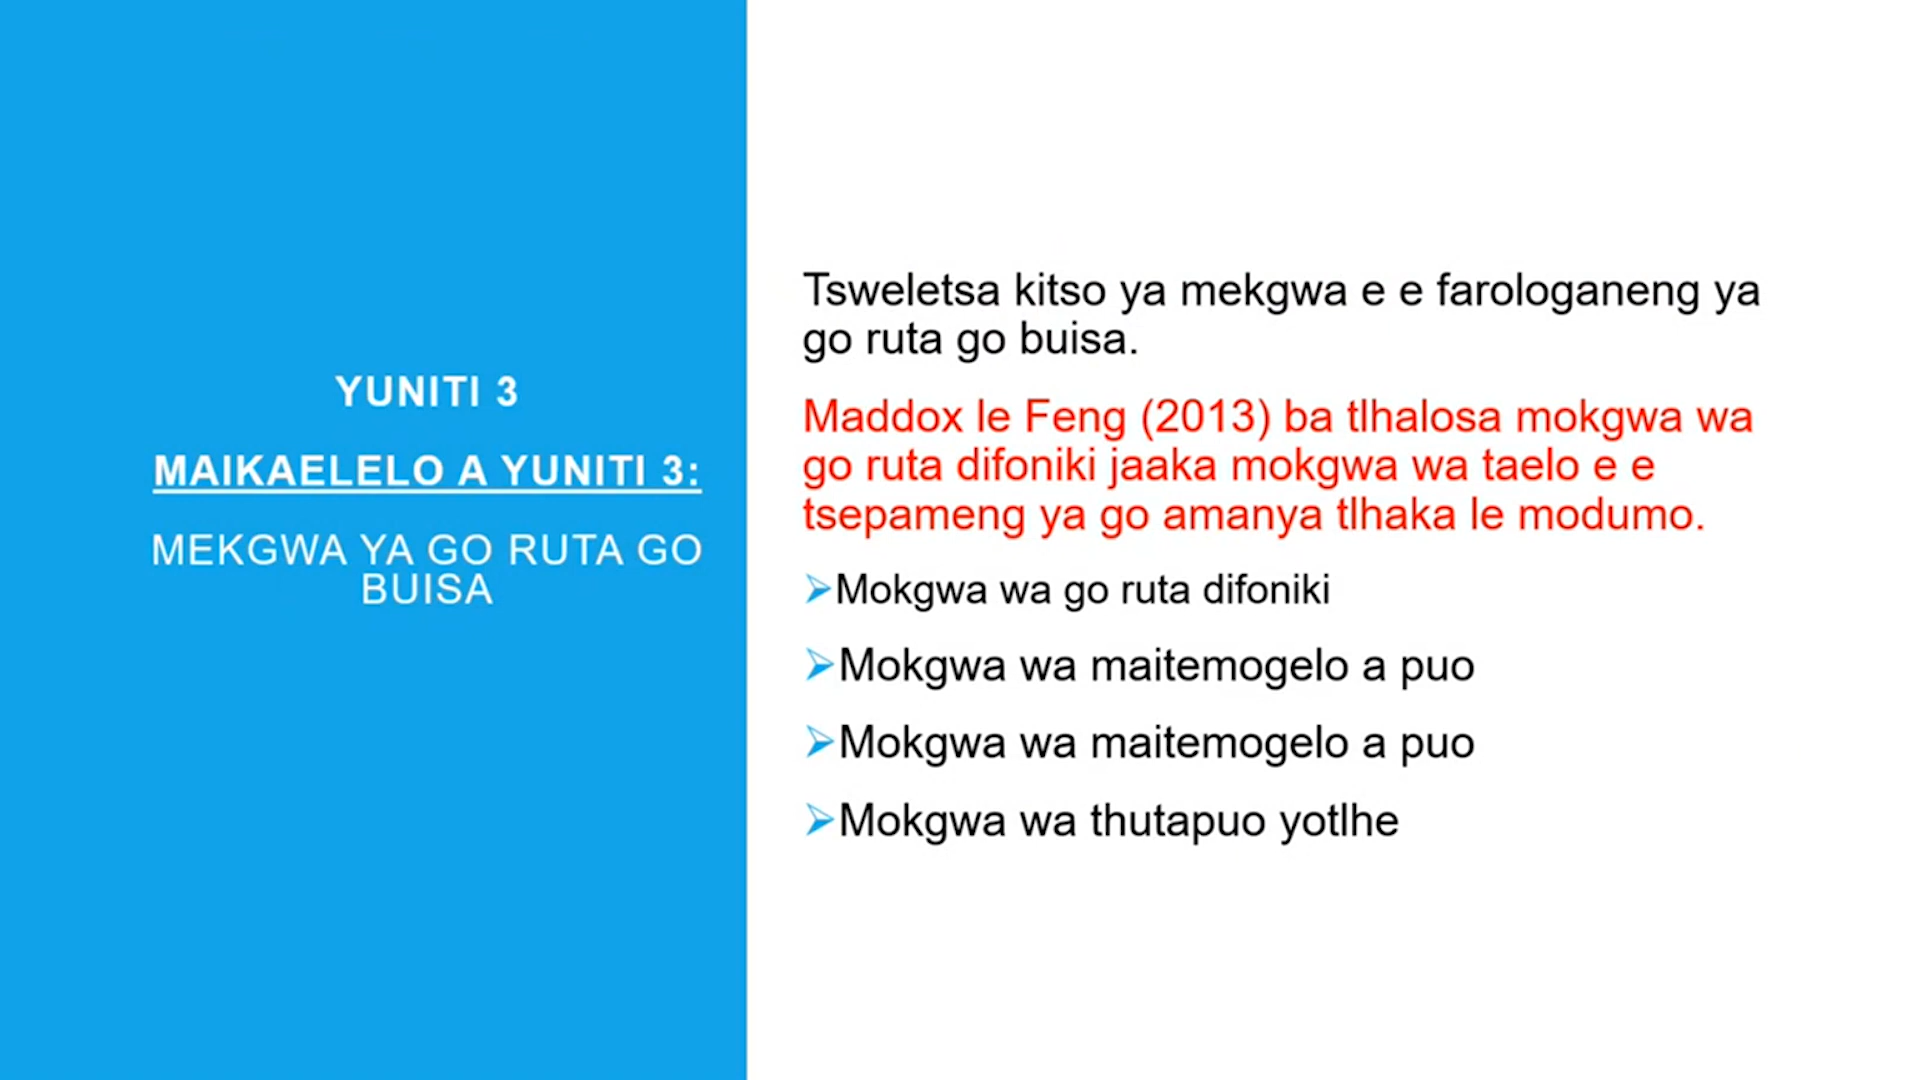 YUNITI 3
MAIKAELELO A YUNITI 3:
MEKGWA YA GO RUTA GO
BUISA
Tsweletsa kitso ya mekgwa e e farologaneng ya
go ruta go buisa.
Maddox le Feng (2013) ba tlhalosa mokgwa wa
go ruta difoniki jaaka mokgwa wa taelo e e
tsepameng ya go amanya tlhaka le modumo.
➢Mokgwa wa go ruta difoniki
➢Mokgwa wa maitemogelo a puo
➢Mokgwa wa maitemogelo a puo
➢Mokgwa wa thutapuo yotlhe